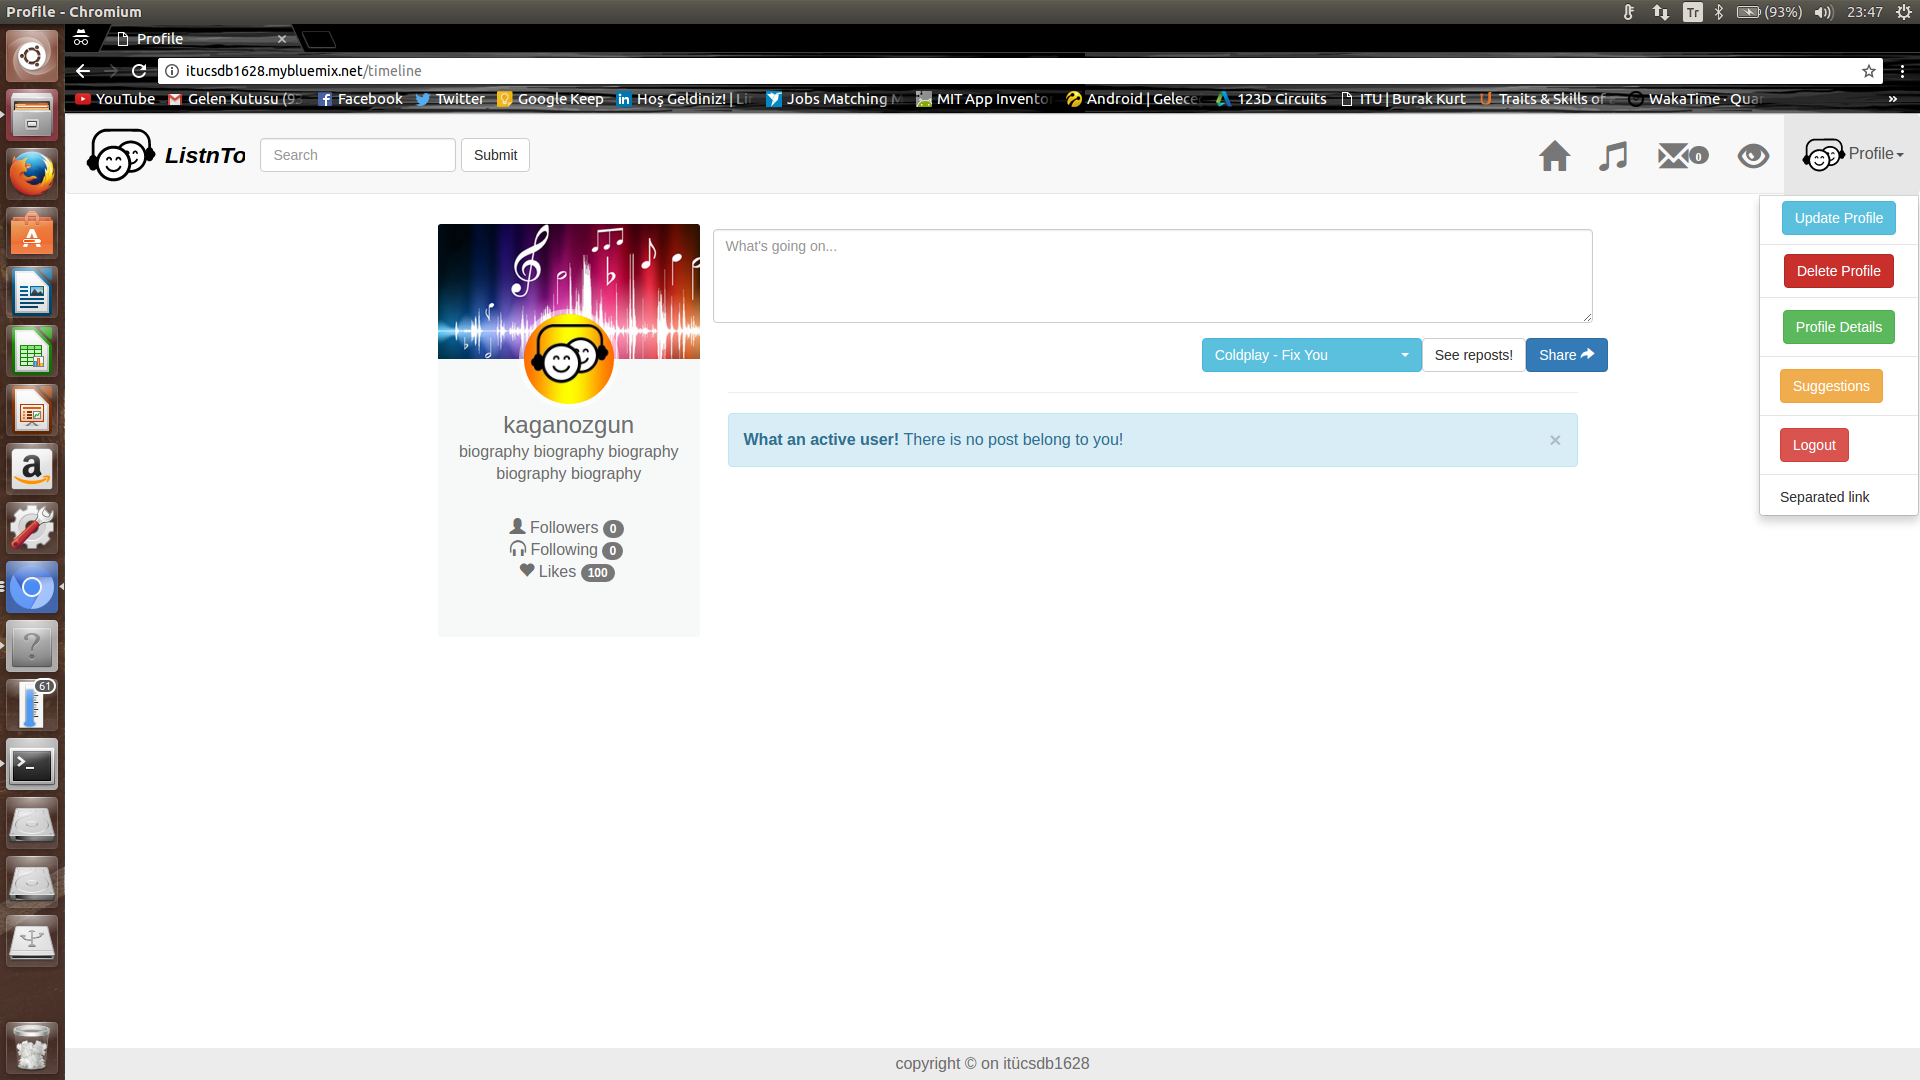 Profile - Chromium
Tr
(93%)
23:47
Profile
itucsdb1628.mybluemix.net/timeline
YouTube
Gelen Kutusu (9
Facebook
Twitter
Google Keep
Hoş Geldiniz! | Li
Jobs Matching M
MIT App Invento
Android | Gelece
123D Circuits
ITU | Burak Kurt
Traits & Skills of
WakaTime · Qua
»
ListnTo
Search
Submit
0
Profile
Update Profile
Delete Profile
Profile Details
Suggestions
Logout
Separated link
What's going on...
Coldplay - Fix You
See reposts!
Share
What an active user! There is no post belong to you!
×
kaganozgun
biography biography biography
biography biography
Followers 0
Following 0
Likes 100
61
copyright © on itücsdb1628